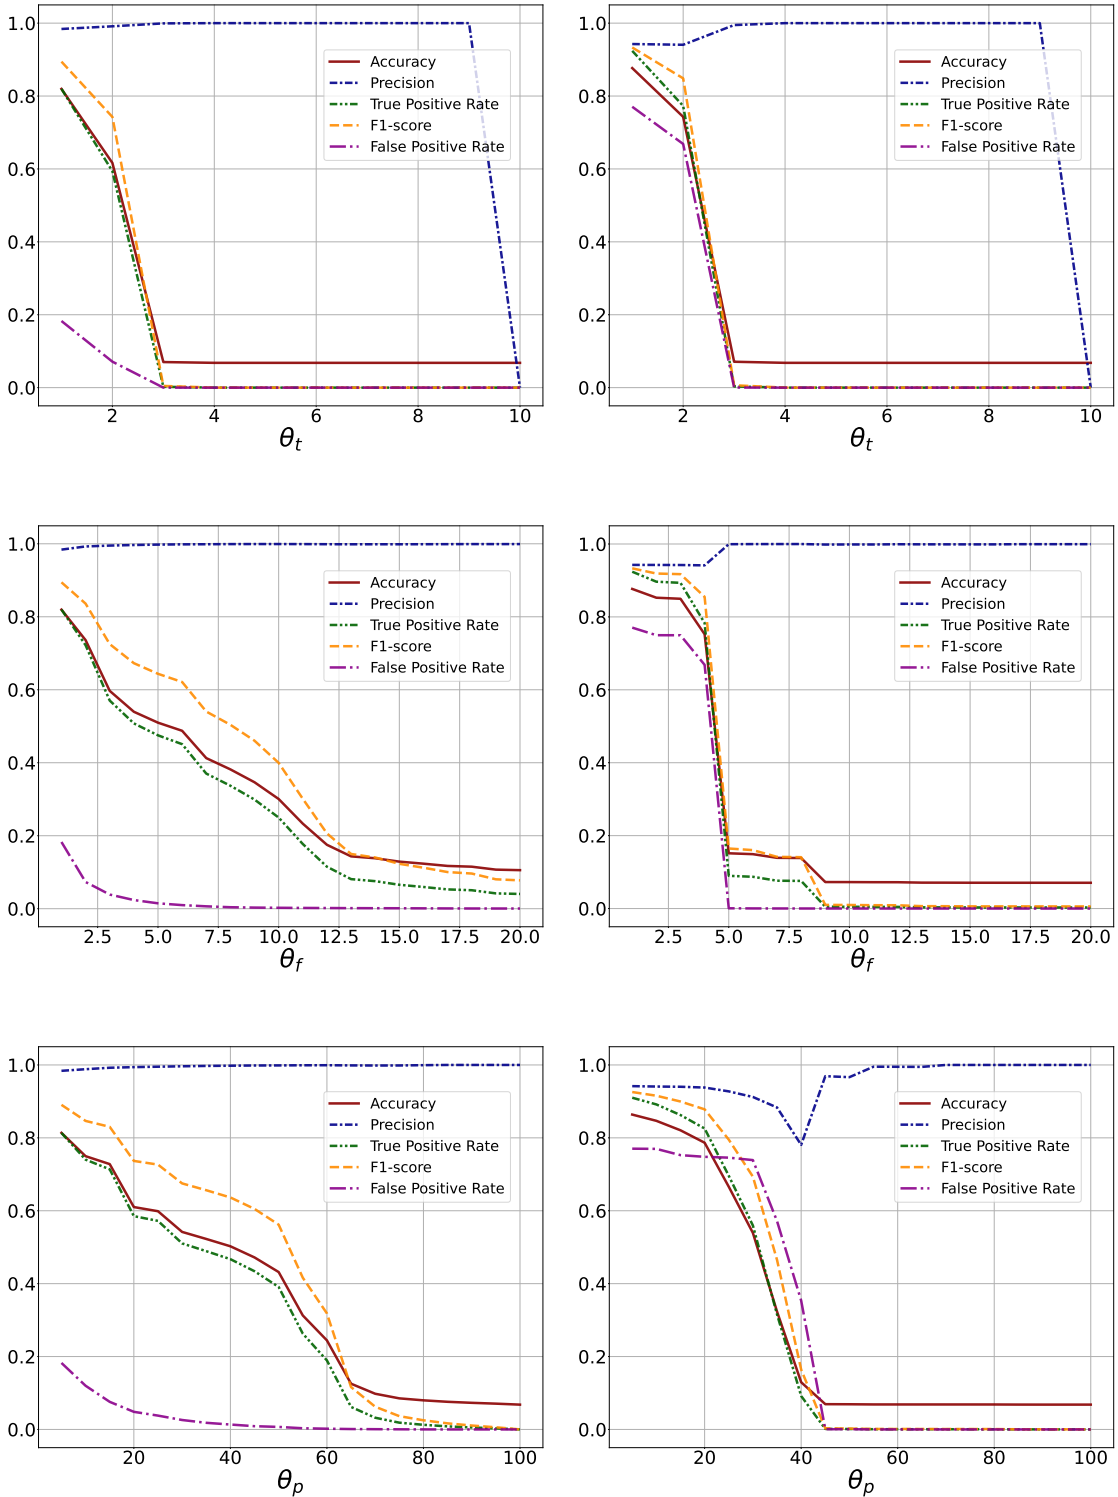 1.0
0.8
0.6
0.4
0.2
0.0
2 4 6 8 10
θt
Accuracy
Precision
True Positive Rate
F1-score
False Positive Rate
1.0
0.8
0.6
0.4
0.2
0.0
2 4 6 8 10
θt
Accuracy
Precision
True Positive Rate
F1-score
False Positive Rate
1.0
0.8
0.6
0.4
0.2
0.0
2.5 5.0 7.5 10.0 12.5 15.0 17.5 20.0
θf
Accuracy
Precision
True Positive Rate
F1-score
False Positive Rate
1.0
0.8
0.6
0.4
0.2
0.0
2.5 5.0 7.5 10.0 12.5 15.0 17.5 20.0
θf
Accuracy
Precision
True Positive Rate
F1-score
False Positive Rate
1.0
0.8
0.6
0.4
0.2
0.0
20 40 60 80 100
θp
Accuracy
Precision
True Positive Rate
F1-score
False Positive Rate
1.0
0.8
0.6
0.4
0.2
0.0
20 40 60 80 100
θp
Accuracy
Precision
True Positive Rate
F1-score
False Positive Rate